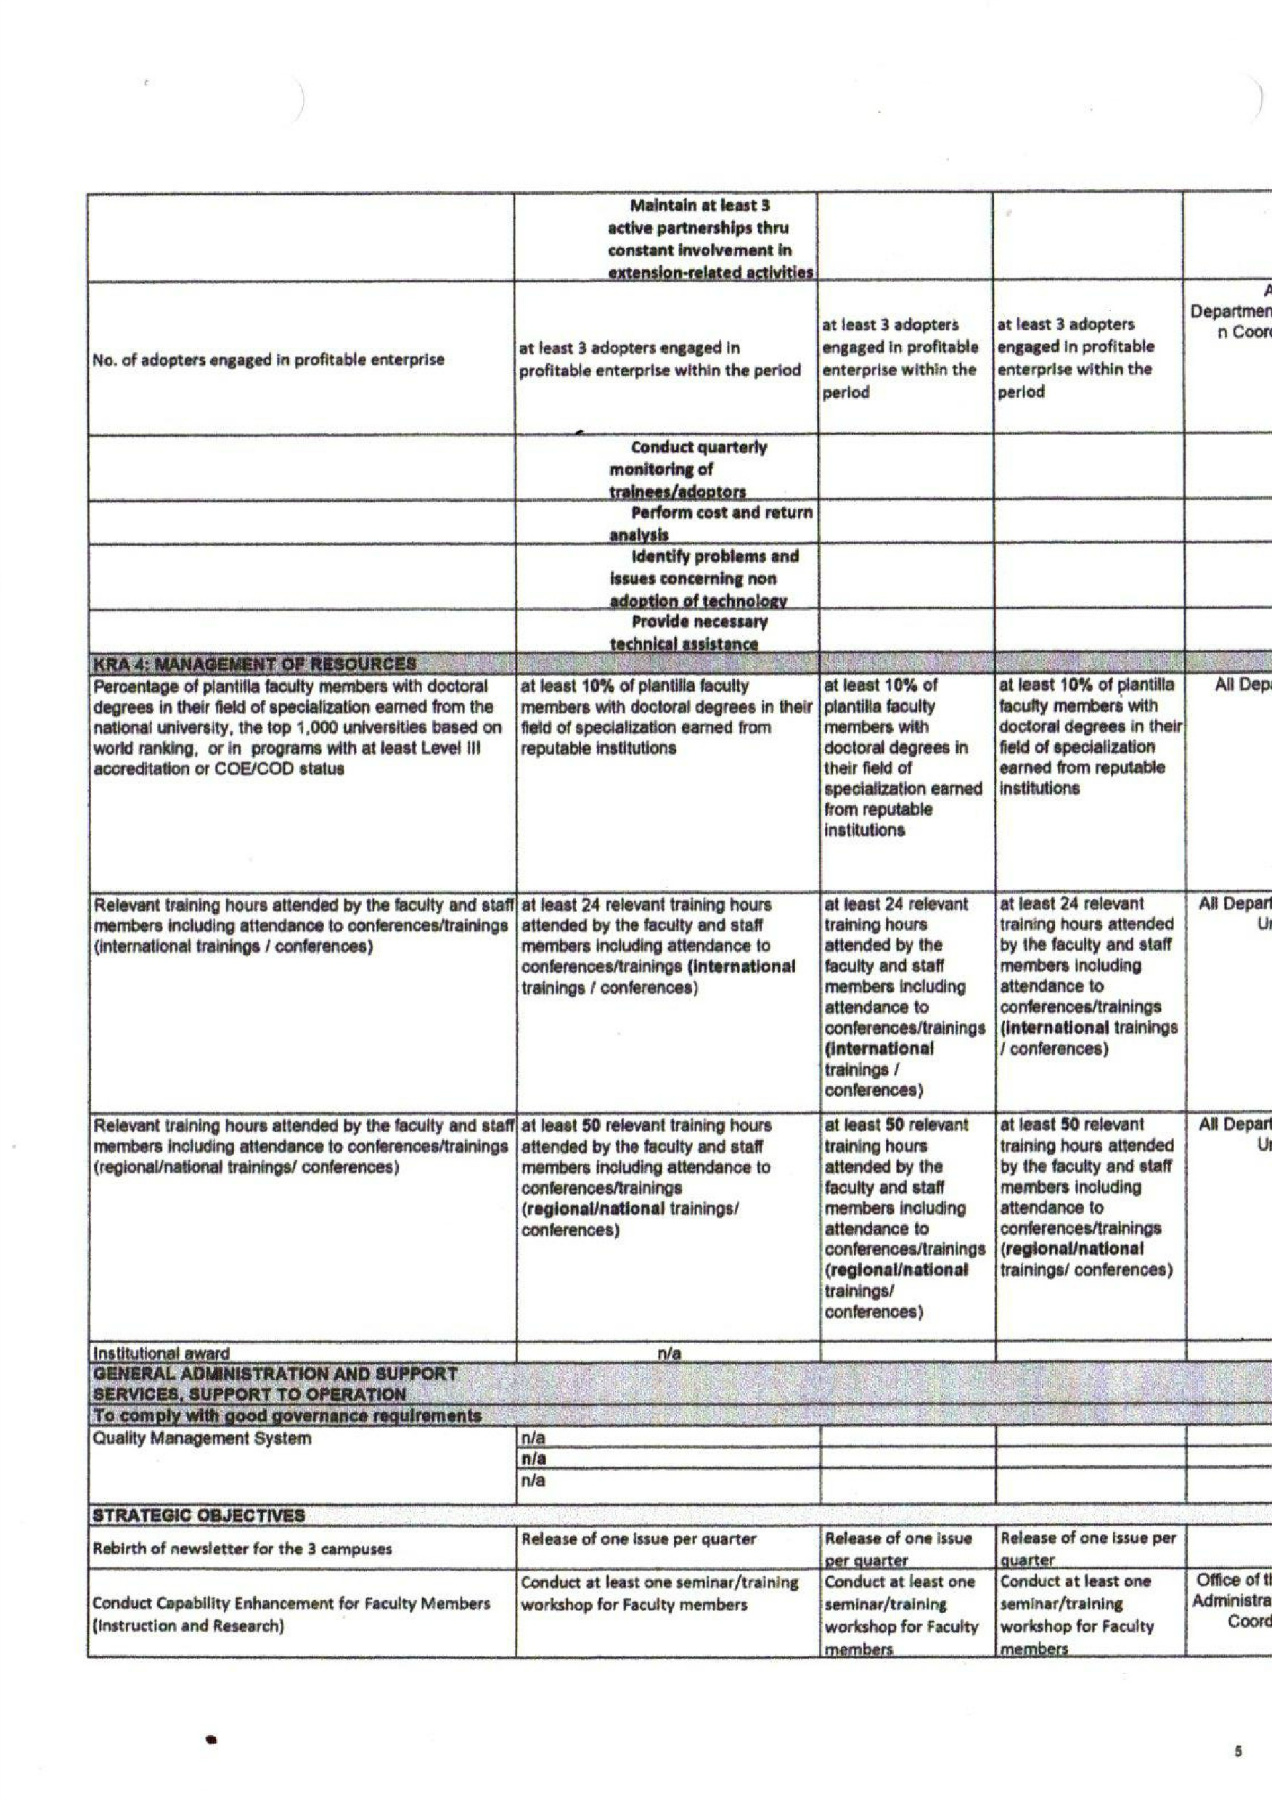 Maintain at least 3
active partnerships thru
constant involvement in
extension-related activities
No. of adopters engaged in profitable enterprise
at least 3 adopters engaged in
profitable enterprise within the period
at least 3 adopters
engaged in profitable
enterprise within the
period
at least 3 adopters
engaged in profitable
enterprise within the
period
A
Departmen
n Coor
Conduct quarterly
monitoring of
trainees/adoptors
Perform cost and return
analysis
Identify problems and
issues concerning non
adoption of technology
Provide necessary
technical assistance
KRA 4: MANAGEMENT OF RESOURCES
Percentage of plantilla faculty members with doctoral
degrees in their field of specialization earned from the
national university, the top 1,000 universities based on
world ranking, or in programs with at least Level III
accreditation or COE/COD status
at least 10% of plantilla faculty
members with doctoral degrees in their
field of specialization earned from
reputable institutions
at least 10% of
plantilla faculty
members with
doctoral degrees in
their field of
specialization earned
from reputable
institutions
at least 10% of plantilla
faculty members with
doctoral degrees in their
field of specialization
earned from reputable
institutions
All Depa
Relevant training hours attended by the faculty and staff
members including attendance to conferences/trainings
(international trainings / conferences)
at least 24 relevant training hours
attended by the faculty and staff
members including attendance to
conferences/trainings (international
trainings / conferences)
at least 24 relevant
training hours
attended by the
faculty and staff
members including
attendance to
conferences/trainings
(international
trainings /
conferences)
at least 24 relevant
training hours attended
by the faculty and staff
members including
attendance to
conferences/trainings
(international trainings
/ conferences)
All Depart
Un
Relevant training hours attended by the faculty and staff
members including attendance to conferences/trainings
(regional/national trainings/ conferences)
at least 50 relevant training hours
attended by the faculty and staff
members including attendance to
conferences/trainings
(regional/national trainings/
conferences)
at least 50 relevant
training hours
attended by the
faculty and staff
members including
attendance to
conferences/trainings
(regional/national
trainings/
conferences)
at least 50 relevant
training hours attended
by the faculty and staff
members including
attendance to
conferences/trainings
(regional/national
trainings/ conferences)
All Depart
Un
Institutional award
n/a
GENERAL ADMINISTRATION AND SUPPORT
SERVICES, SUPPORT TO OPERATION
To comply with good governance requirements
Quality Management System
n/a
n/a
n/a
STRATEGIC OBJECTIVES
Rebirth of newsletter for the 3 campuses
Release of one issue per quarter
Release of one issue
per quarter
Release of one issue per
quarter
Conduct Capability Enhancement for Faculty Members
(Instruction and Research)
Conduct at least one seminar/training
workshop for Faculty members
Conduct at least one
seminar/training
workshop for Faculty
members
Conduct at least one
seminar/training
workshop for Faculty
members
Office of th
Administra
Coord
5